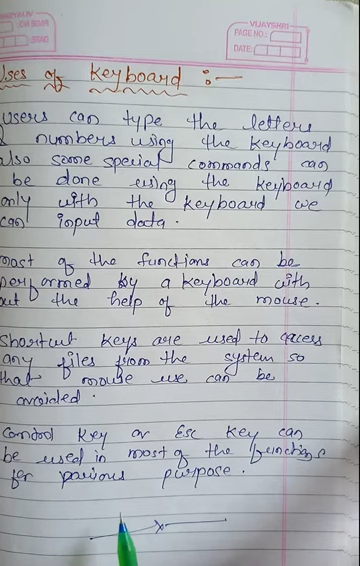 VIJAYSHRI
PAGE NO.:
DATE:
Uses of Keyboard :-
users can type the letters
& numbers using the keyboard
also some special commands can
be done using the keyboard
only with the keyboard we
can input data.
most of the functions can be
performed by a keyboard with
out the help of the mouse.
Shortcut keys are used to access
any files from the system so
that mouse use can be
avoided.
Control key or Esc key can
be used in most of the functions
for parious purpose.